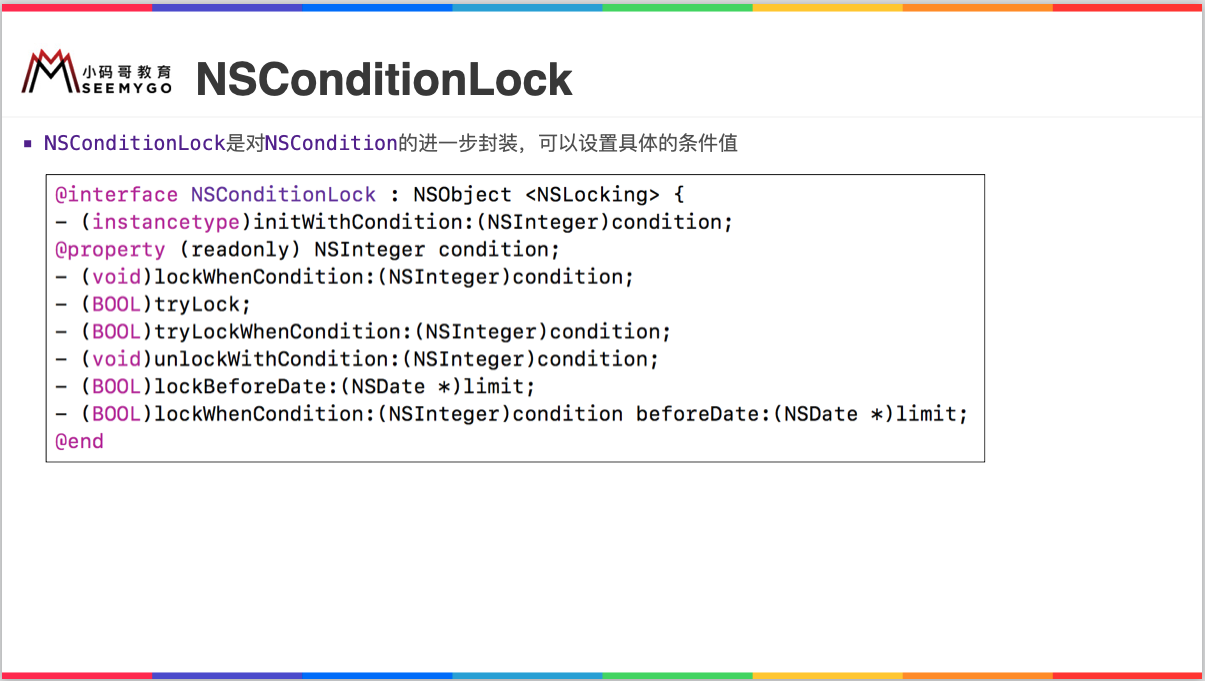 小码哥教育
SEEMYGO
NSConditionLock
▪ NSConditionLock是对NSCondition的进一步封装，可以设置具体的条件值
@interface NSConditionLock : NSObject <NSLocking> {
- (instancetype)initWithCondition:(NSInteger)condition;
@property (readonly) NSInteger condition;
- (void)lockWhenCondition:(NSInteger)condition;
- (BOOL)tryLock;
- (BOOL)tryLockWhenCondition:(NSInteger)condition;
- (void)unlockWithCondition:(NSInteger)condition;
- (BOOL)lockBeforeDate:(NSDate *)limit;
- (BOOL)lockWhenCondition:(NSInteger)condition beforeDate:(NSDate *)limit;
@end